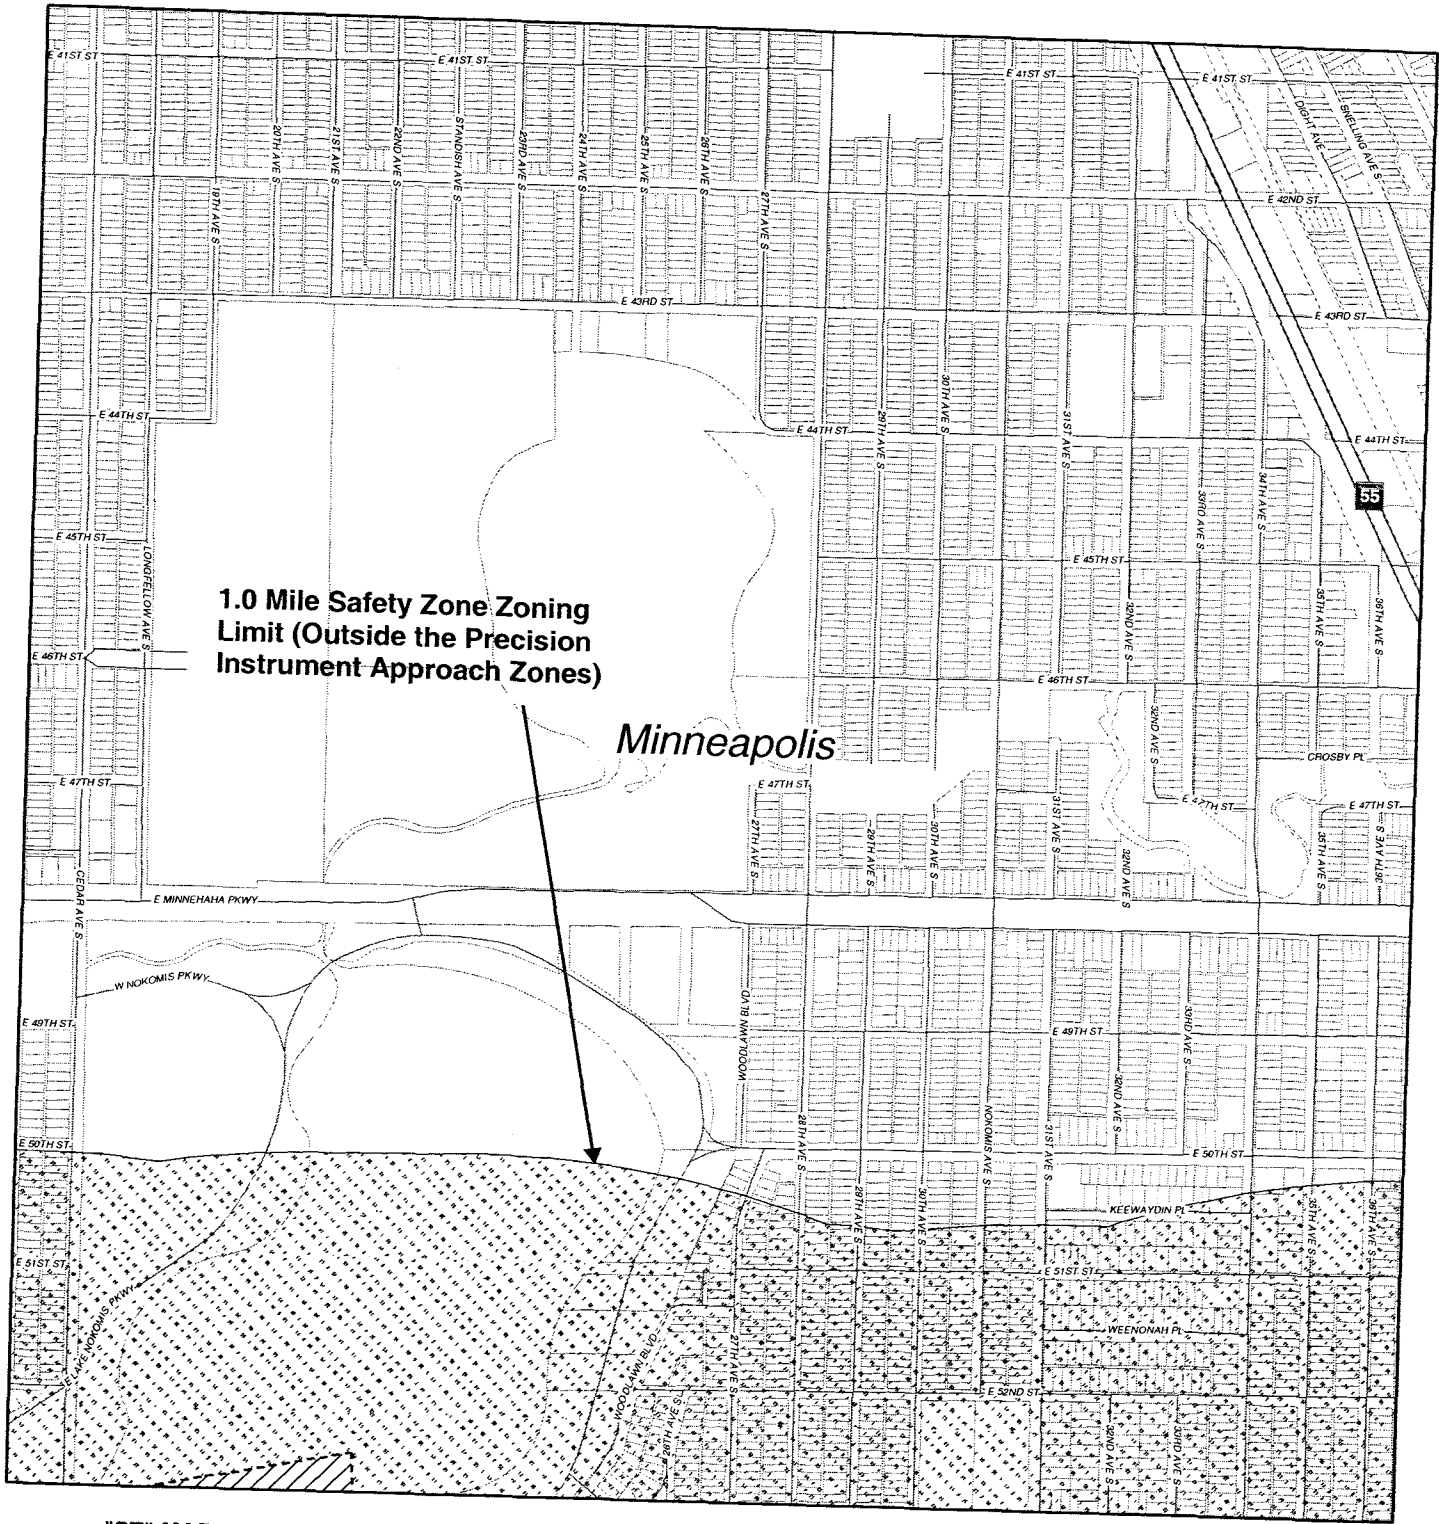 E 41ST ST
E 41ST ST
E 41ST ST
E 41ST ST
SNELLING AVE S
DIGHT AVE
20TH AVE S
21ST AVE S
22ND AVE S
STANDISH AVE S
23RD AVE S
24TH AVE S
25TH AVE S
26TH AVE S
19TH AVE S
27TH AVE S
E 42ND ST
E 43RD ST
E 43RD ST
E 44TH ST
E 44TH ST
E 44TH ST
29TH AVE S
30TH AVE S
31ST AVE S
33RD AVE S
34TH AVE S
55
E 45TH ST
E 45TH ST
LONGFELLOW AVE S
32ND AVE S
35TH AVE S
36TH AVE S
1.0 Mile Safety Zone Zoning
Limit (Outside the Precision
Instrument Approach Zones)
E 46TH ST
E 46TH ST
Minneapolis
32ND AVE S
CROSBY PL
E 47TH ST
E 47TH ST
E 47TH ST
E 47TH ST
27TH AVE S
29TH AVE S
30TH AVE S
31ST AVE S
32ND AVE S
35TH AVE S
36TH AVE S
CEDAR AVE S
E MINNEHAHA PKWY
W NOKOMIS PKWY
E 49TH ST
E 49TH ST
WOODLAWN BLVD
33RD AVE S
32ND AVE S
28TH AVE S
NOKOMIS AVE S
31ST AVE S
E 50TH ST
E 50TH ST
29TH AVE S
30TH AVE S
KEEWAYDIN PL
35TH AVE S
36TH AVE S
E 51ST ST
E 51ST ST
E LAKE NOKOMIS PKWY
WEENONAH PL
WOODLAWN BLVD
27TH AVE S
E 52ND ST
26TH AVE S
32ND AVE S
33RD AVE S